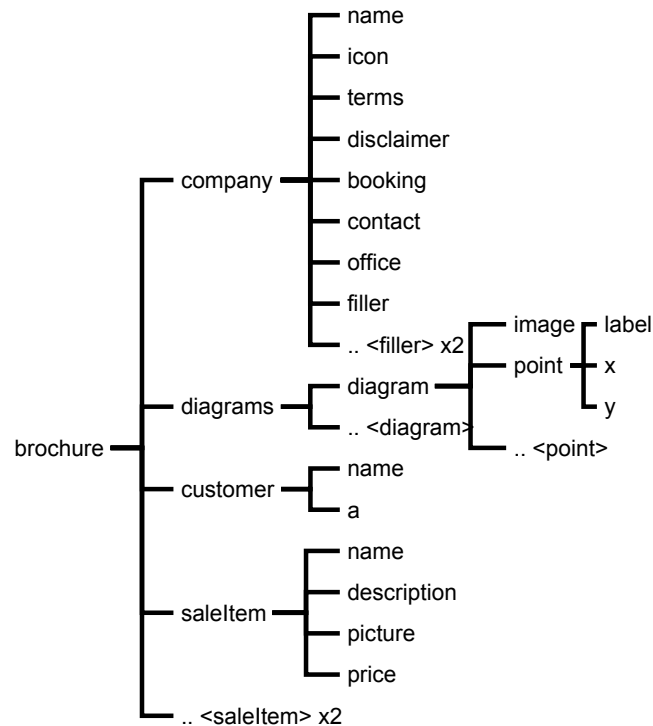 name
icon
terms
disclaimer
company
booking
contact
office
filler
.. <filler> x2
image
label
point
x
y
.. <point>
diagrams
diagram
.. <diagram>
brochure
customer
name
a
saleItem
name
description
picture
price
.. <saleItem> x2